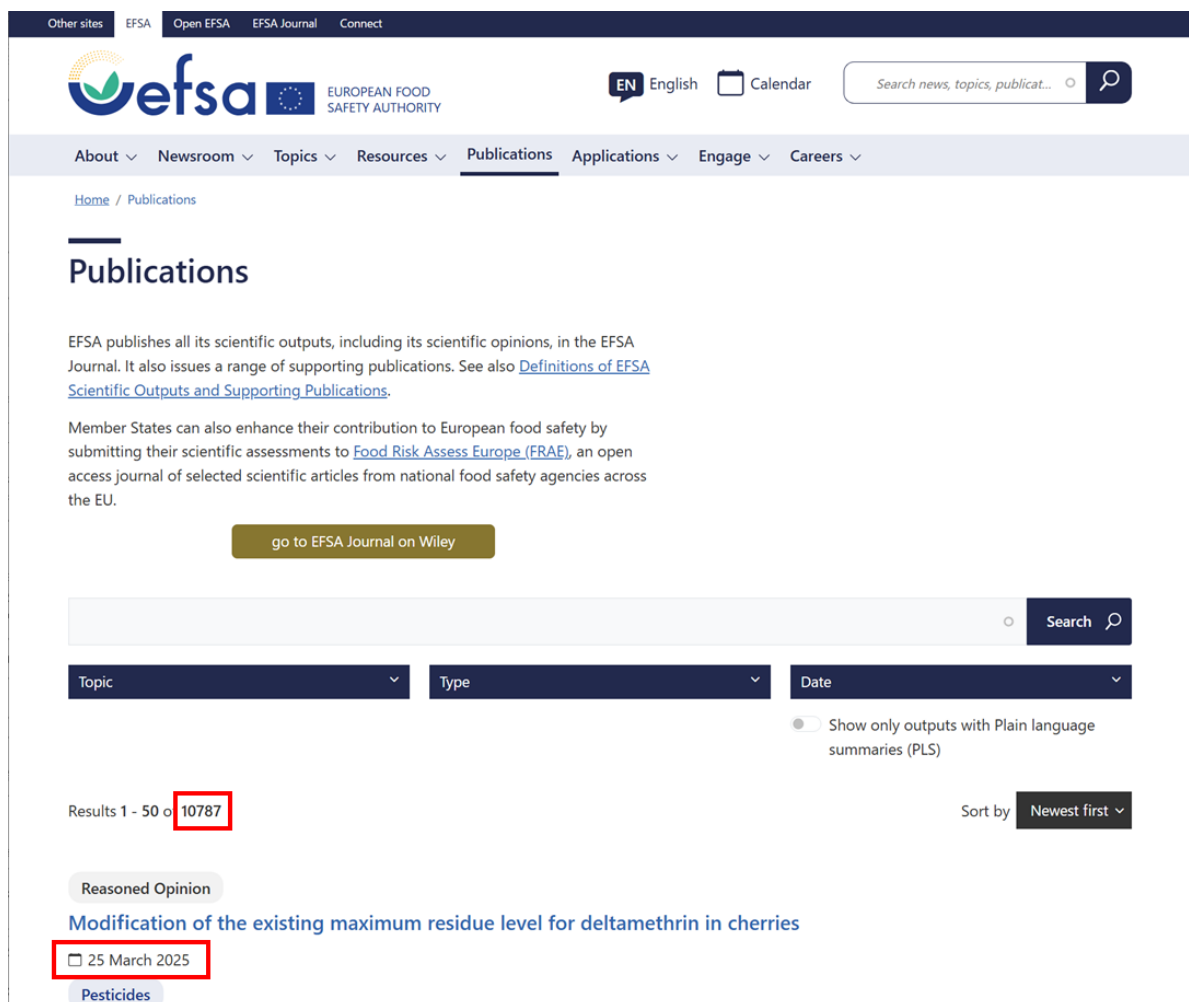 Other sites EFSA Open EFSA EFSA Journal Connect
efsa EUROPEAN FOOD
SAFETY AUTHORITY
EN English Calendar Search news, topics, publicat...
About Newsroom Topics Resources Publications Applications Engage Careers
Home / Publications
Publications
EFSA publishes all its scientific outputs, including its scientific opinions, in the EFSA
Journal. It also issues a range of supporting publications. See also Definitions of EFSA
Scientific Outputs and Supporting Publications.
Member States can also enhance their contribution to European food safety by
submitting their scientific assessments to Food Risk Assess Europe (FRAE), an open
access journal of selected scientific articles from national food safety agencies across
the EU.
go to EFSA Journal on Wiley
Search
Topic Type Date
Show only outputs with Plain language
summaries (PLS)
Results 1 - 50 of 10787 Sort by Newest first
Reasoned Opinion
Modification of the existing maximum residue level for deltamethrin in cherries
25 March 2025
Pesticides